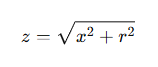 z = √(x² + r²)